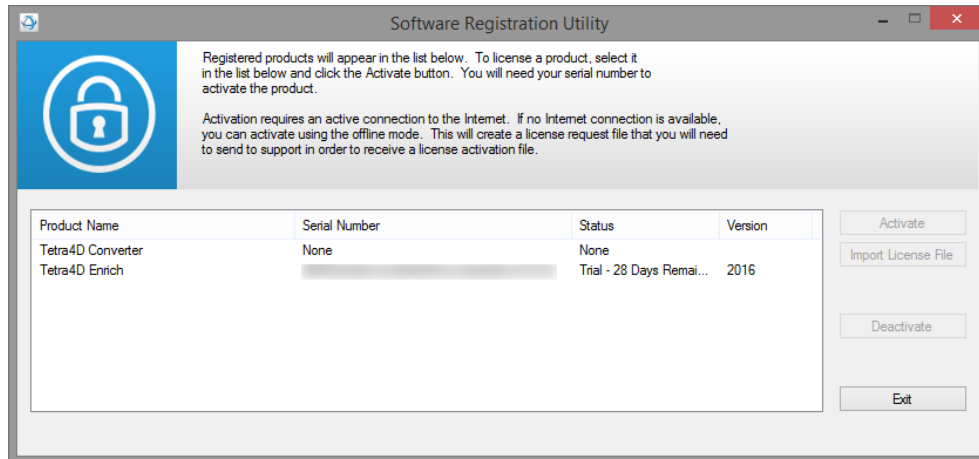 Software Registration Utility
Registered products will appear in the list below. To license a product, select it
in the list below and click the Activate button. You will need your serial number to
activate the product.
Activation requires an active connection to the Internet. If no Internet connection is available,
you can activate using the offline mode. This will create a license request file that you will need
to send to support in order to receive a license activation file.
Product Name Serial Number Status Version
Tetra4D Converter None None
Tetra4D Enrich Trial - 28 Days Remai... 2016
Activate
Import License File
Deactivate
Exit